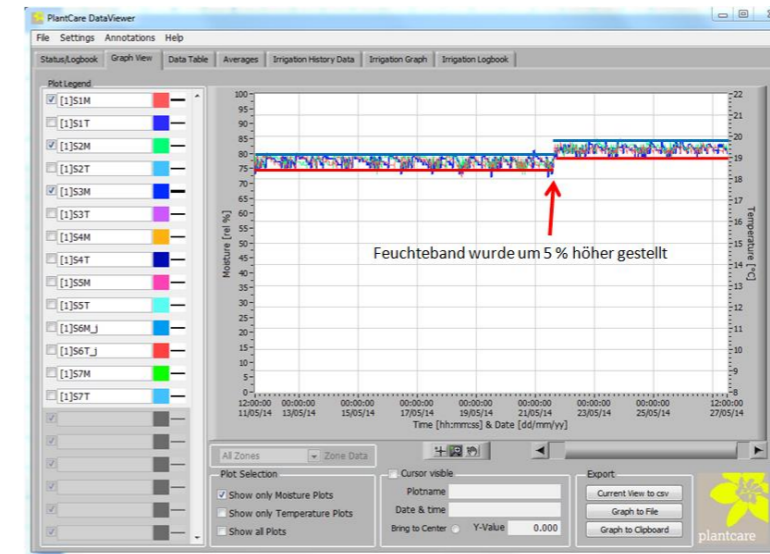 PlantCare DataViewer
File Settings Annotations Help
Status/Logbook Graph View Data Table Averages Irrigation History Data Irrigation Graph Irrigation Logbook
Plot Legend
[1]S1M
[1]S1T
[1]S2M
[1]S2T
[1]S3M
[1]S3T
[1]S4M
[1]S4T
[1]S5M
[1]S5T
[1]S6M_j
[1]S6T_j
[1]S7M
[1]S7T
Moisture [rel %]
100
95
90
85
80
75
70
65
60
55
50
45
40
35
30
25
20
15
10
5
0
Feuchteband wurde um 5 % höher gestellt
22
21
20
19
18
17
16
15
14
13
12
11
10
9
8
Temperature [°C]
12:00:00 00:00:00 00:00:00 00:00:00 00:00:00 00:00:00 00:00:00 00:00:00 12:00:00
11/05/14 13/05/14 15/05/14 17/05/14 19/05/14 21/05/14 23/05/14 25/05/14 27/05/14
Time [hh:mm:ss] & Date [dd/mm/yy]
All Zones Zone Data
Plot Selection
Show only Moisture Plots
Show only Temperature Plots
Show all Plots
Cursor visible
Plotname
Date & time
Bring to Center Y-Value 0.000
Export
Current View to csv
Graph to File
Graph to Clipboard
plantcare